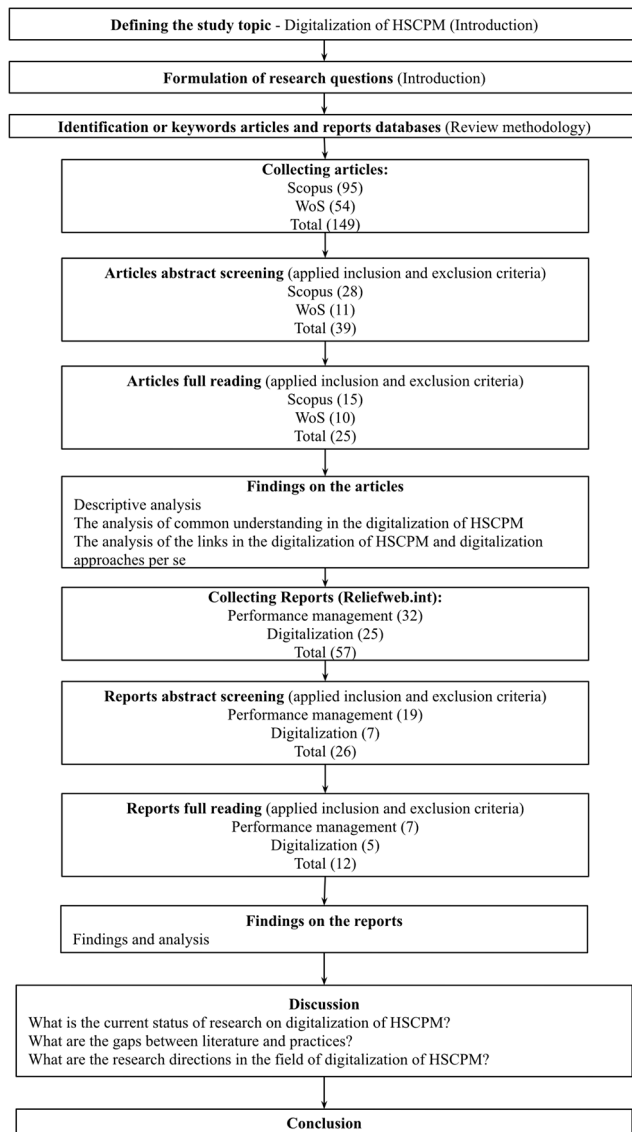 Defining the study topic - Digitalization of HSCPM (Introduction)
Formulation of research questions (Introduction)
Identification or keywords articles and reports databases (Review methodology)
Collecting articles:
Scopus (95)
WoS (54)
Total (149)
Articles abstract screening (applied inclusion and exclusion criteria)
Scopus (28)
WoS (11)
Total (39)
Articles full reading (applied inclusion and exclusion criteria)
Scopus (15)
WoS (10)
Total (25)
Findings on the articles
Descriptive analysis
The analysis of common understanding in the digitalization of HSCPM
The analysis of the links in the digitalization of HSCPM and digitalization
approaches per se
Collecting Reports (Reliefweb.int):
Performance management (32)
Digitalization (25)
Total (57)
Reports abstract screening (applied inclusion and exclusion criteria)
Performance management (19)
Digitalization (7)
Total (26)
Reports full reading (applied inclusion and exclusion criteria)
Performance management (7)
Digitalization (5)
Total (12)
Findings on the reports
Findings and analysis
Discussion
What is the current status of research on digitalization of HSCPM?
What are the gaps between literature and practices?
What are the research directions in the field of digitalization of HSCPM?
Conclusion